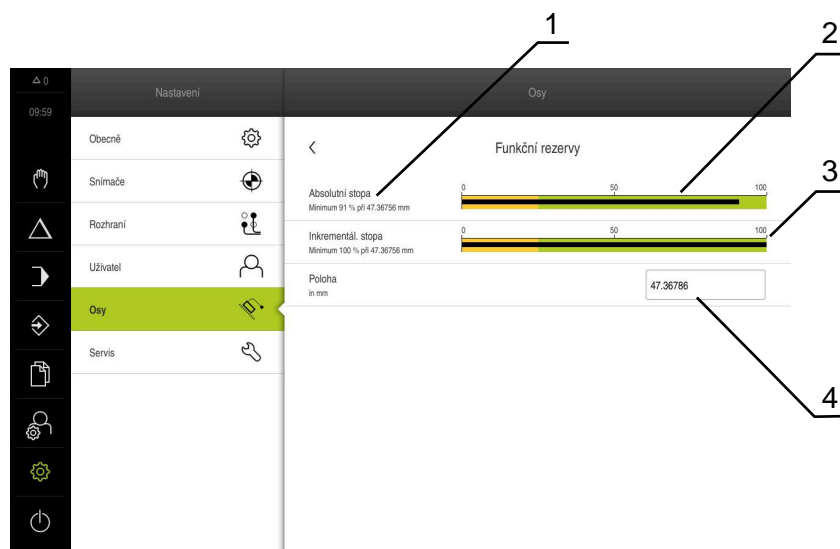 1
2
△ 0
Nastavení
Osy
09:59
Obecně
Funkční rezervy
Snímače
Absolutní stopa
Minimum 91 % při 47.36756 mm
0 50 100
3
Rozhraní
Inkrementál. stopa
Minimum 100 % při 47.36756 mm
0 50 100
Uživatel
Poloha
in mm
47.36786
Osy
Servis
4